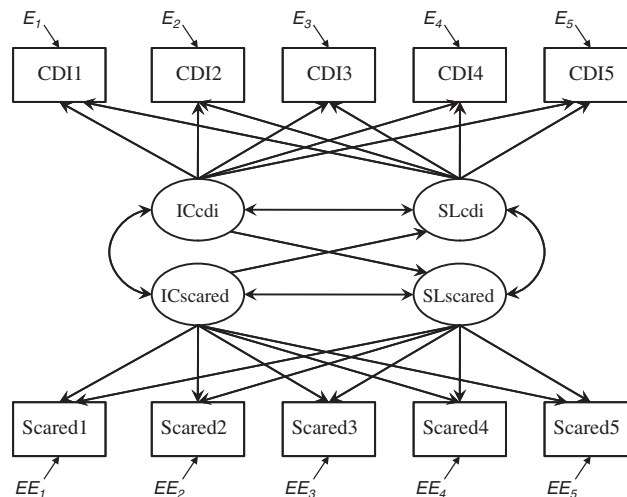 E₁ E₂ E₃ E₄ E₅
CDI1 CDI2 CDI3 CDI4 CDI5
ICcdi SLcdi
ICscared SLscared
Scared1 Scared2 Scared3 Scared4 Scared5
EE₁ EE₂ EE₃ EE₄ EE₅